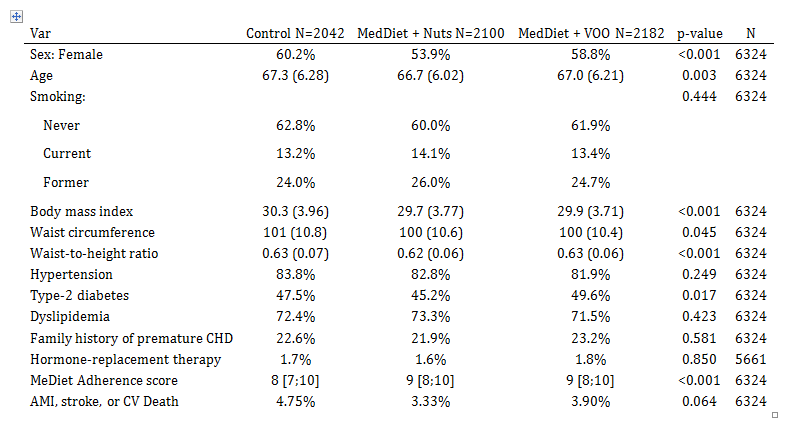 Var Control N=2042 MedDiet + Nuts N=2100 MedDiet + VOO N=2182 p-value N
Sex: Female 60.2% 53.9% 58.8% <0.001 6324
Age 67.3 (6.28) 66.7 (6.02) 67.0 (6.21) 0.003 6324
Smoking: 0.444 6324
Never 62.8% 60.0% 61.9%
Current 13.2% 14.1% 13.4%
Former 24.0% 26.0% 24.7%
Body mass index 30.3 (3.96) 29.7 (3.77) 29.9 (3.71) <0.001 6324
Waist circumference 101 (10.8) 100 (10.6) 100 (10.4) 0.045 6324
Waist-to-height ratio 0.63 (0.07) 0.62 (0.06) 0.63 (0.06) <0.001 6324
Hypertension 83.8% 82.8% 81.9% 0.249 6324
Type-2 diabetes 47.5% 45.2% 49.6% 0.017 6324
Dyslipidemia 72.4% 73.3% 71.5% 0.423 6324
Family history of premature CHD 22.6% 21.9% 23.2% 0.581 6324
Hormone-replacement therapy 1.7% 1.6% 1.8% 0.850 5661
MeDiet Adherence score 8 [7;10] 9 [8;10] 9 [8;10] <0.001 6324
AMI, stroke, or CV Death 4.75% 3.33% 3.90% 0.064 6324